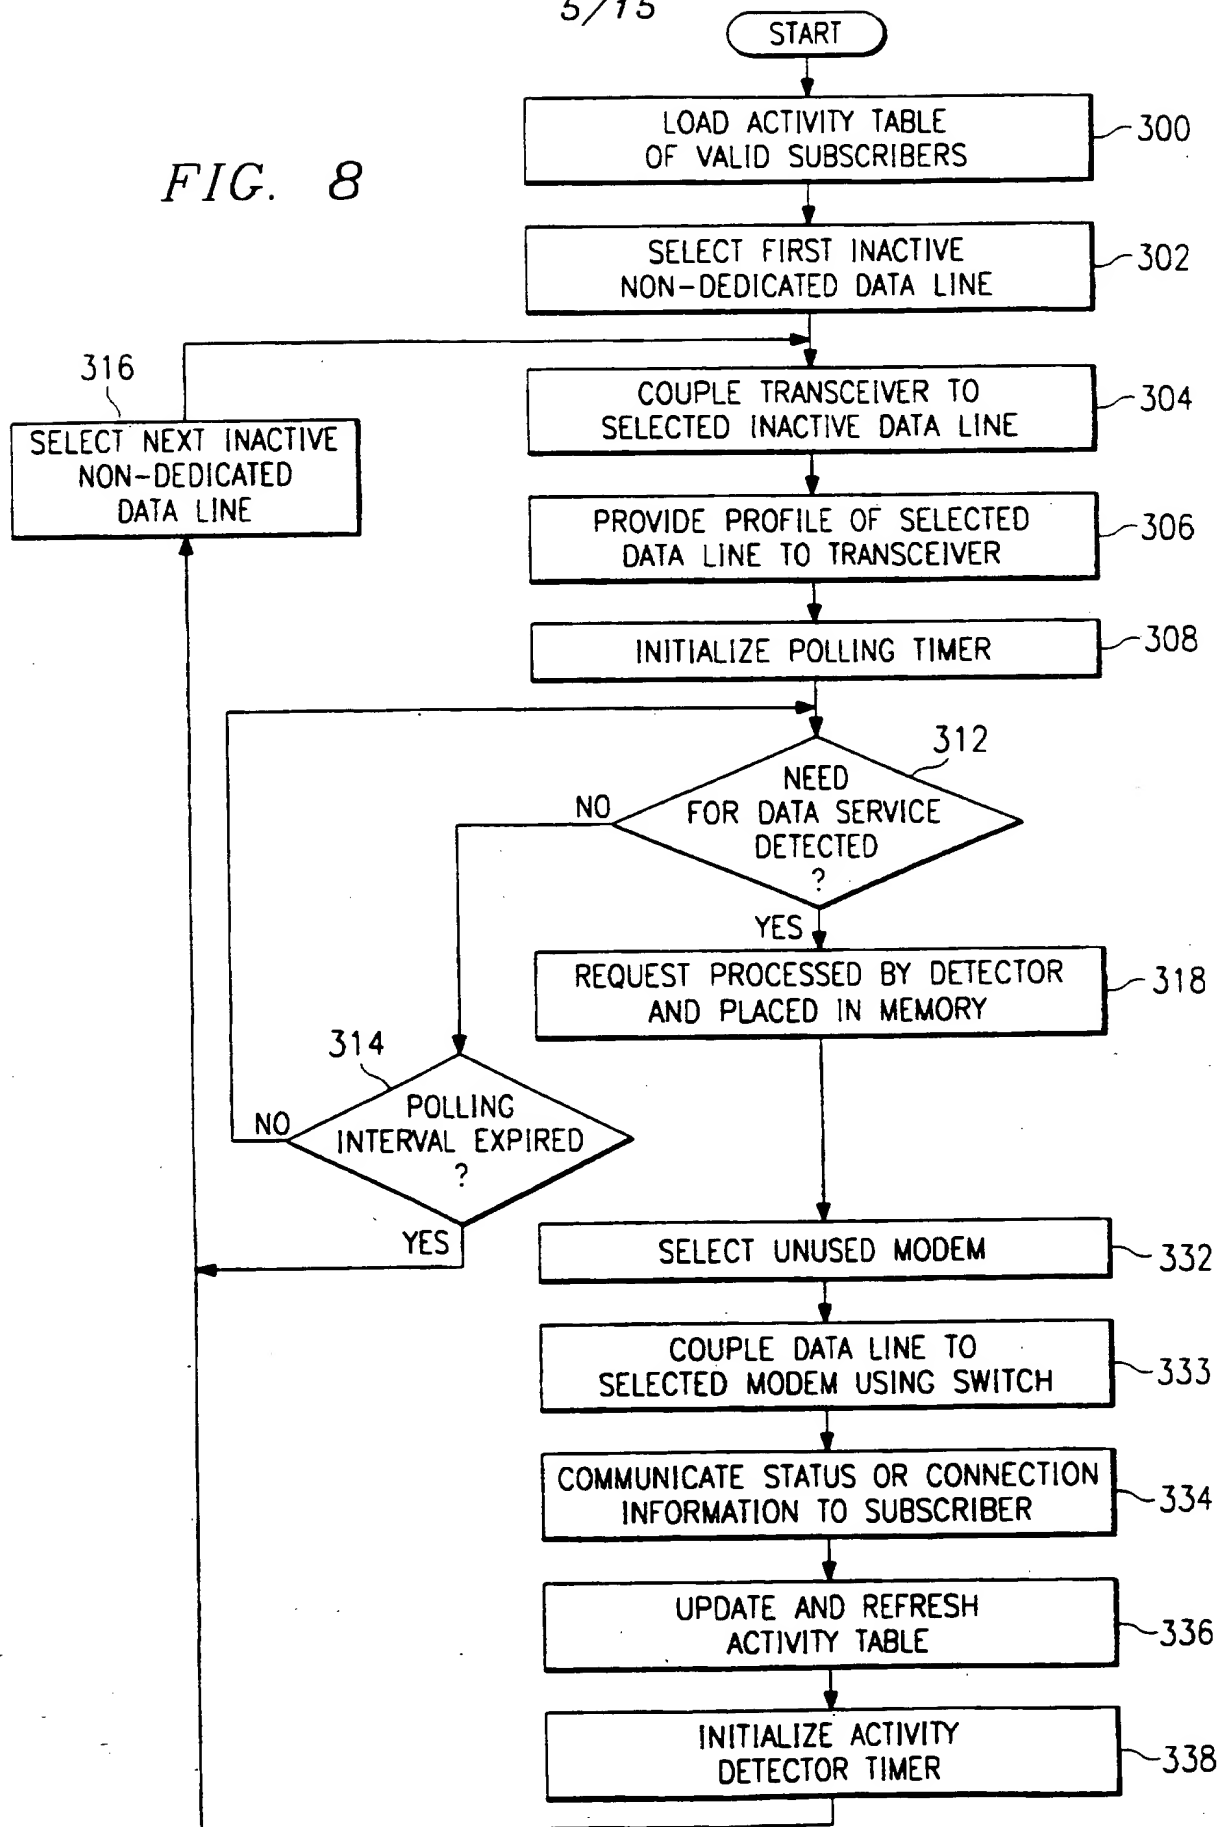 5/15
START
LOAD ACTIVITY TABLE
OF VALID SUBSCRIBERS
300
FIG. 8
SELECT FIRST INACTIVE
NON-DEDICATED DATA LINE
302
316
SELECT NEXT INACTIVE
NON-DEDICATED
DATA LINE
COUPLE TRANSCEIVER TO
SELECTED INACTIVE DATA LINE
304
PROVIDE PROFILE OF SELECTED
DATA LINE TO TRANSCEIVER
306
INITIALIZE POLLING TIMER
308
312
NEED
FOR DATA SERVICE
DETECTED
?
NO
YES
REQUEST PROCESSED BY DETECTOR
AND PLACED IN MEMORY
318
314
POLLING
INTERVAL EXPIRED
?
NO
YES
SELECT UNUSED MODEM
332
COUPLE DATA LINE TO
SELECTED MODEM USING SWITCH
333
COMMUNICATE STATUS OR CONNECTION
INFORMATION TO SUBSCRIBER
334
UPDATE AND REFRESH
ACTIVITY TABLE
336
INITIALIZE ACTIVITY
DETECTOR TIMER
338